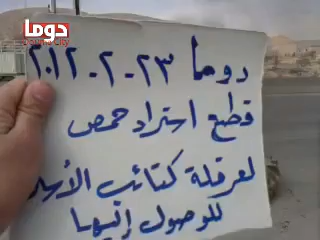 دوما
دوما ٢٣-٢-٢٠١٢
قطع استراد حمص
لعرقلة كتائب الأسد
للوصول إليها